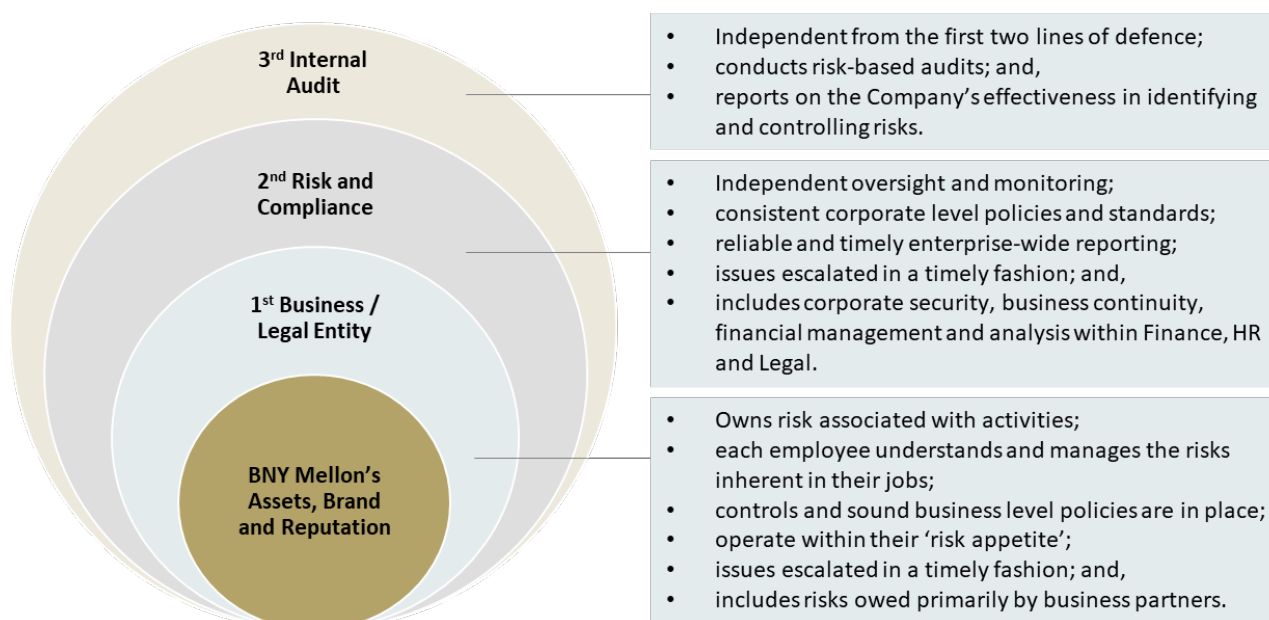 3rd Internal
Audit
2nd Risk and
Compliance
1st Business /
Legal Entity
BNY Mellon's
Assets, Brand
and Reputation
• Independent from the first two lines of defence;
• conducts risk-based audits; and,
• reports on the Company's effectiveness in identifying
and controlling risks.
• Independent oversight and monitoring;
• consistent corporate level policies and standards;
• reliable and timely enterprise-wide reporting;
• issues escalated in a timely fashion; and,
• includes corporate security, business continuity,
financial management and analysis within Finance, HR
and Legal.
• Owns risk associated with activities;
• each employee understands and manages the risks
inherent in their jobs;
• controls and sound business level policies are in place;
• operate within their ‘risk appetite’;
• issues escalated in a timely fashion; and,
• includes risks owed primarily by business partners.